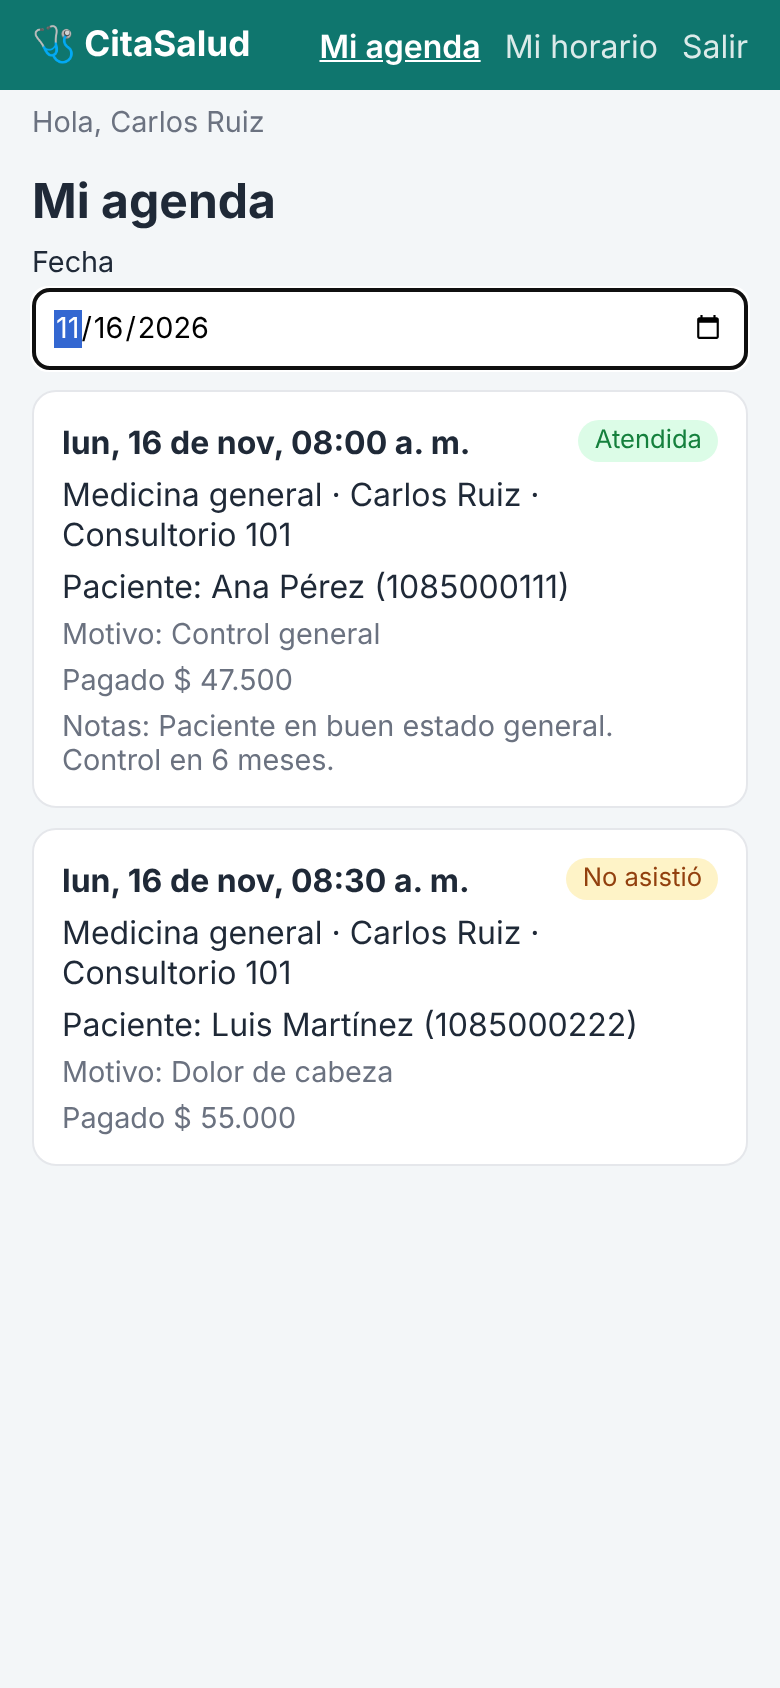 CitaSalud Mi agenda Mi horario Salir
Hola, Carlos Ruiz
Mi agenda
Fecha
11/16/2026
lun, 16 de nov, 08:00 a. m. Atendida
Medicina general · Carlos Ruiz ·
Consultorio 101
Paciente: Ana Pérez (1085000111)
Motivo: Control general
Pagado $ 47.500
Notas: Paciente en buen estado general.
Control en 6 meses.
lun, 16 de nov, 08:30 a. m. No asistió
Medicina general · Carlos Ruiz ·
Consultorio 101
Paciente: Luis Martínez (1085000222)
Motivo: Dolor de cabeza
Pagado $ 55.000